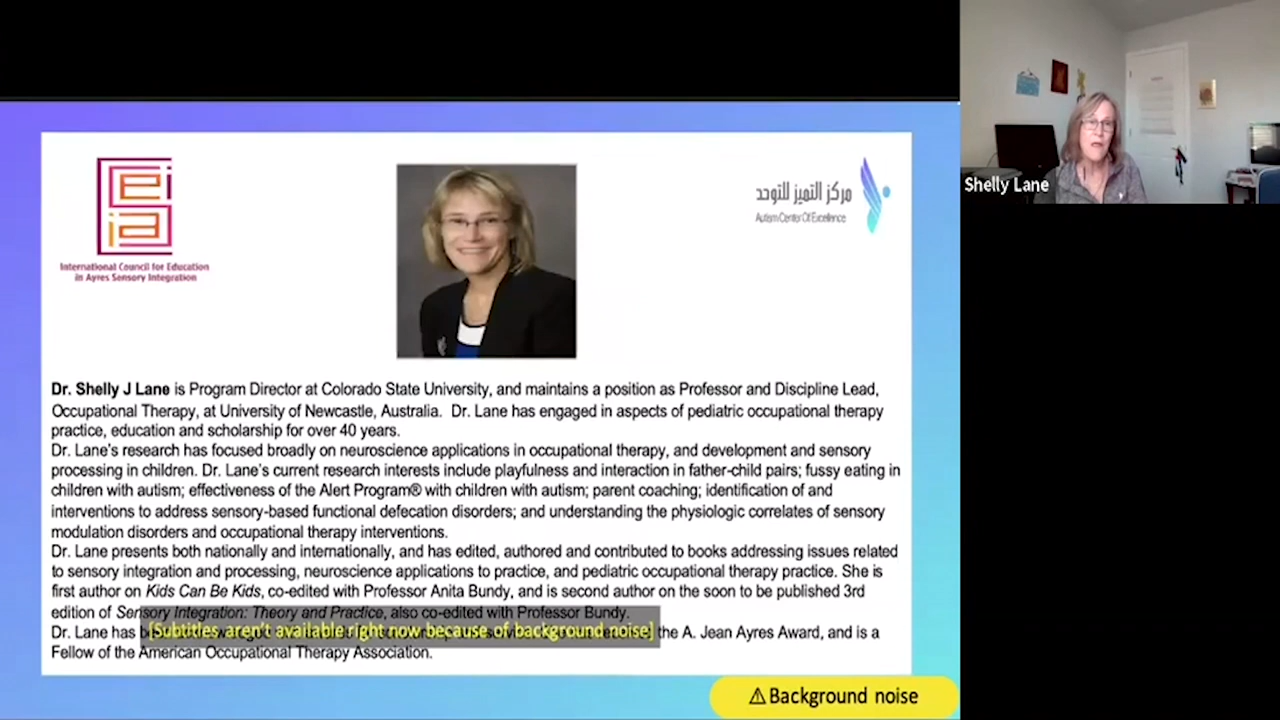 International Council for Education
in Ayres Sensory Integration
مركز التميز للتوحد
Autism Center Of Excellence
Shelly Lane
Dr. Shelly J Lane is Program Director at Colorado State University, and maintains a position as Professor and Discipline Lead,
Occupational Therapy, at University of Newcastle, Australia. Dr. Lane has engaged in aspects of pediatric occupational therapy
practice, education and scholarship for over 40 years.
Dr. Lane's research has focused broadly on neuroscience applications in occupational therapy, and development and sensory
processing in children. Dr. Lane's current research interests include playfulness and interaction in father-child pairs; fussy eating in
children with autism; effectiveness of the Alert Program® with children with autism; parent coaching; identification of and
interventions to address sensory-based functional defecation disorders; and understanding the physiologic correlates of sensory
modulation disorders and occupational therapy interventions.
Dr. Lane presents both nationally and internationally, and has edited, authored and contributed to books addressing issues related
to sensory integration and processing, neuroscience applications to practice, and pediatric occupational therapy practice. She is
first author on Kids Can Be Kids, co-edited with Professor Anita Bundy, and is second author on the soon to be published 3rd
edition of Sensory Integration: Theory and Practice, also co-edited with Professor Bundy.
Dr. Lane has the A. Jean Ayres Award, and is a
[Subtitles aren't available right now because of background noise]
Fellow of the American Occupational Therapy Association.
⚠Background noise